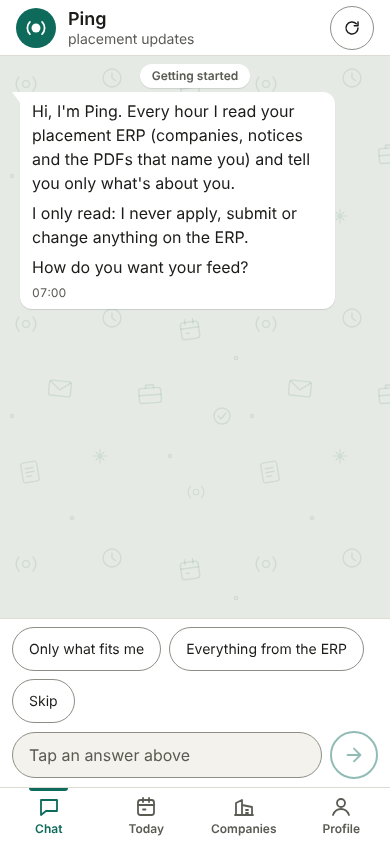 Ping
placement updates
Getting started
Hi, I'm Ping. Every hour I read your
placement ERP (companies, notices
and the PDFs that name you) and tell
you only what's about you.
I only read: I never apply, submit or
change anything on the ERP.
How do you want your feed?
07:00
Only what fits me
Everything from the ERP
Skip
Tap an answer above
Chat
Today
Companies
Profile